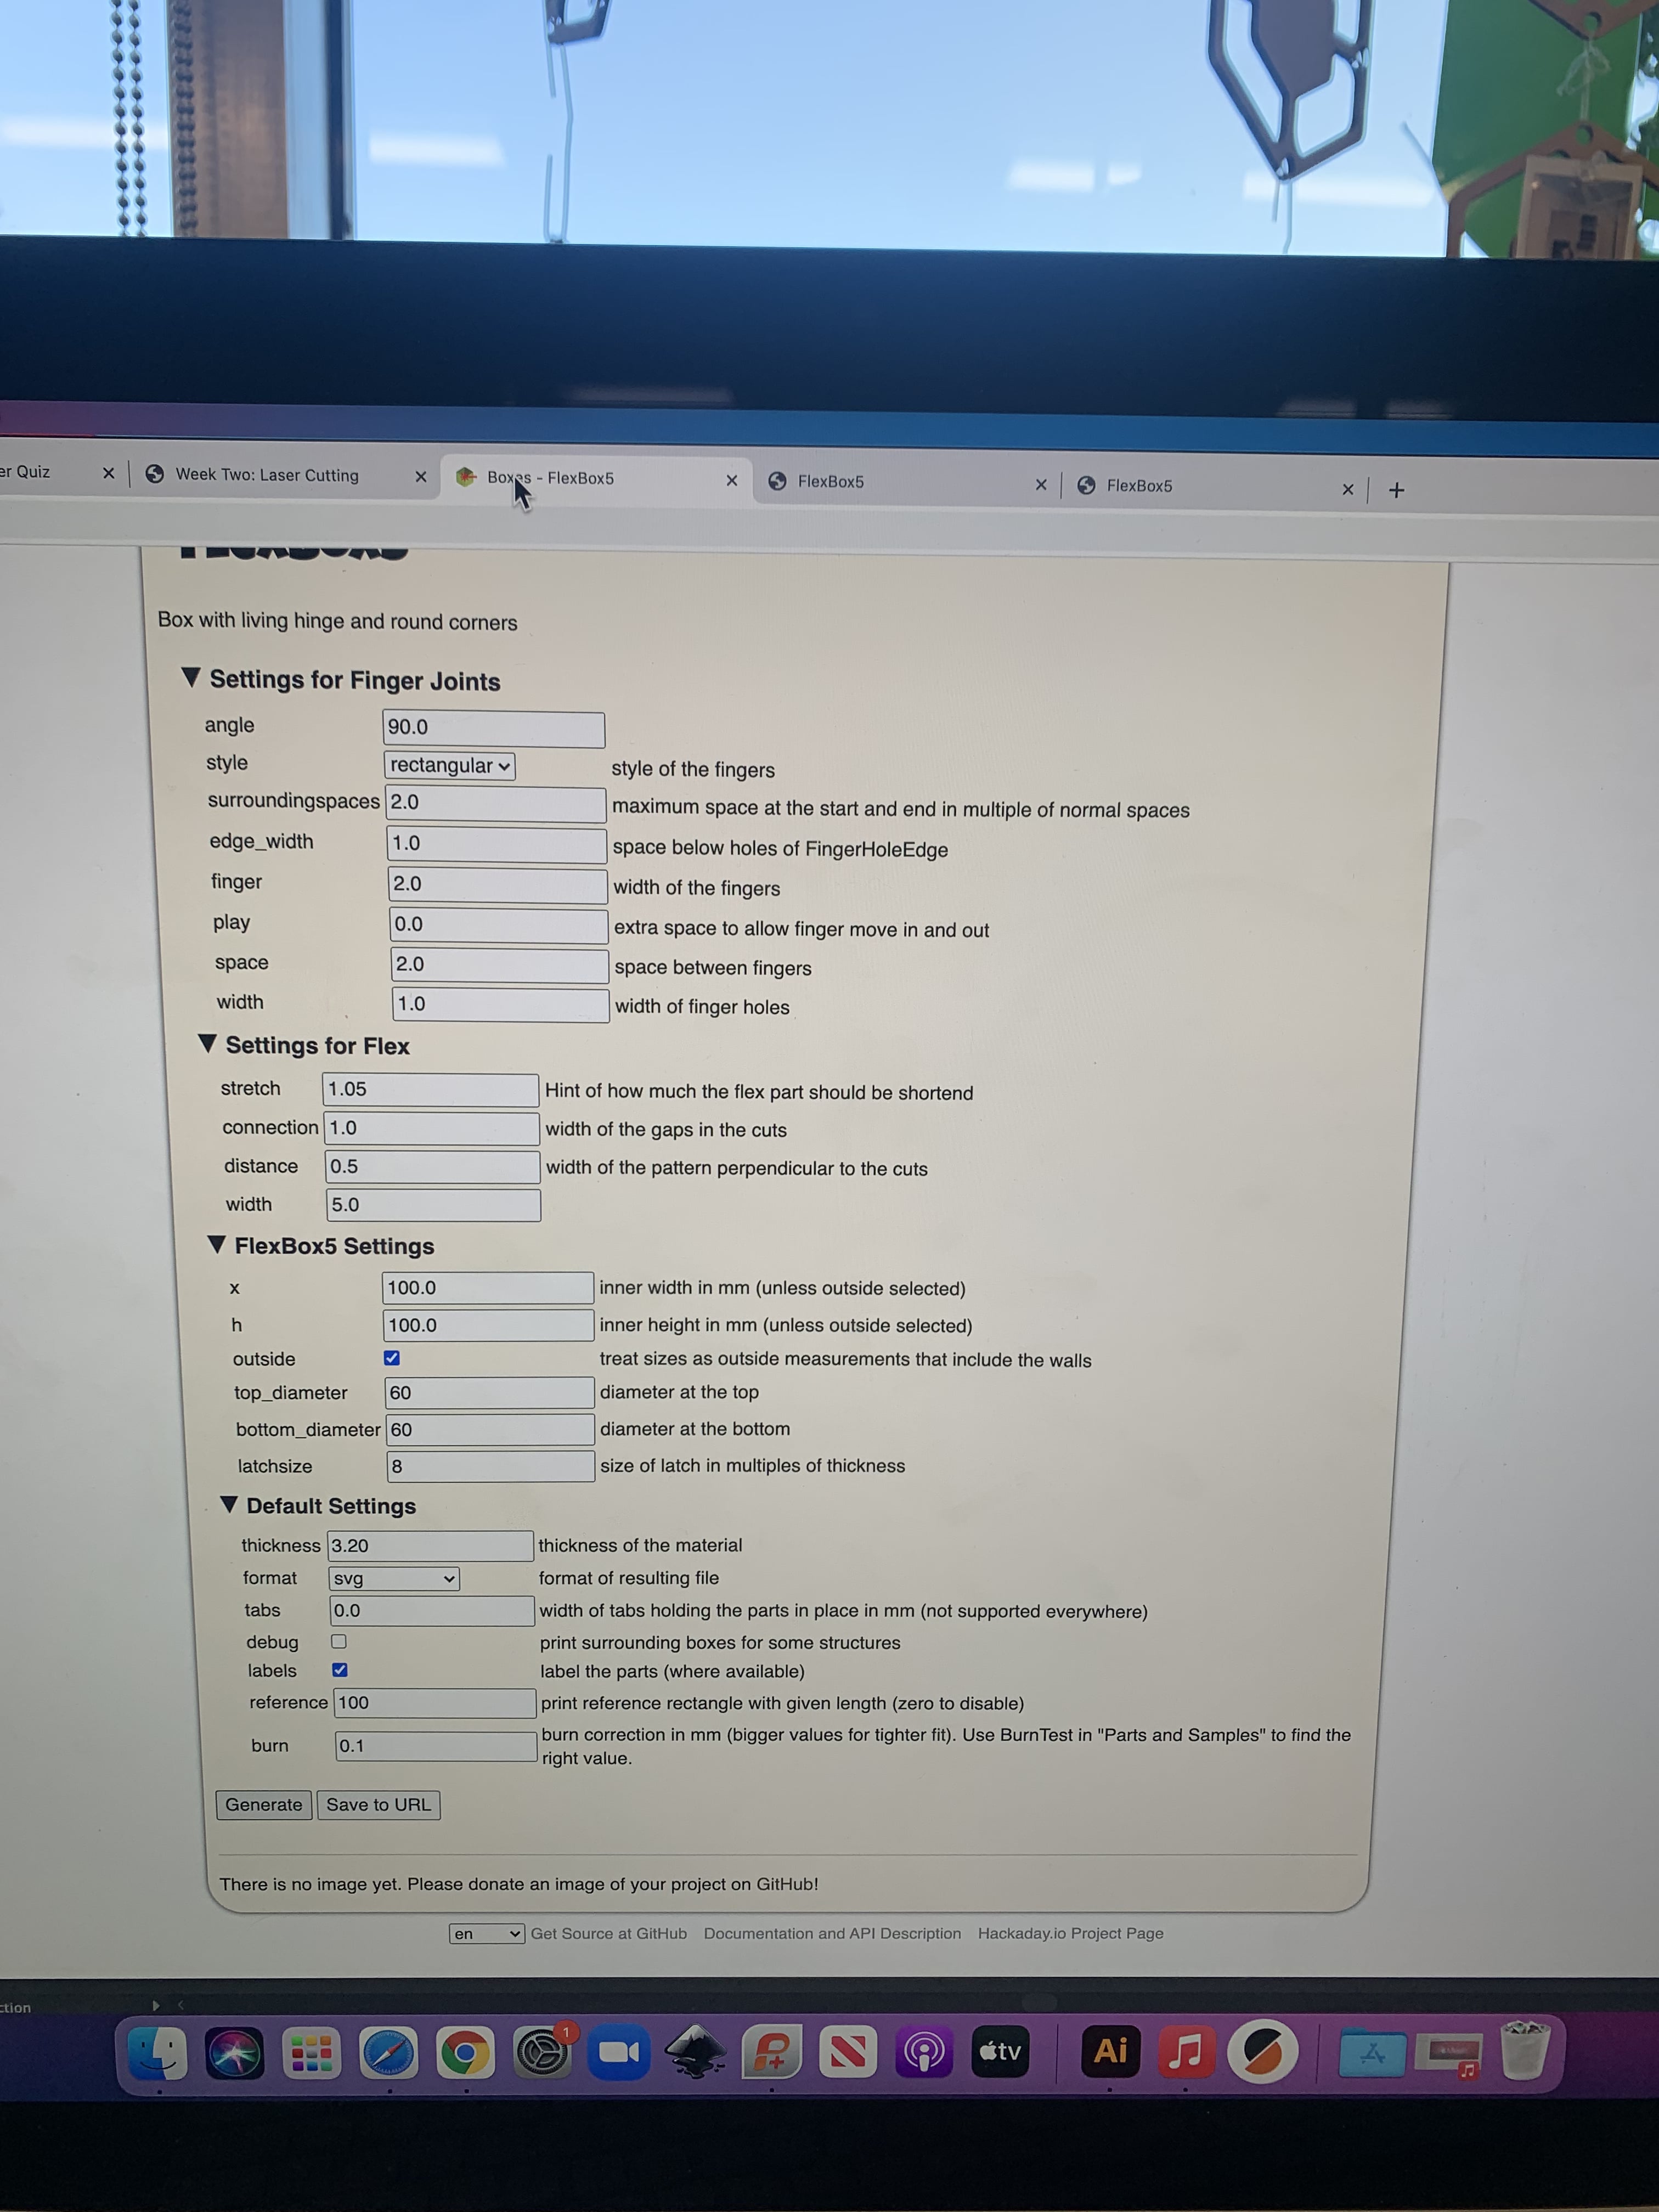 er Quiz
Week Two: Laser Cutting
Boxes - FlexBox5
FlexBox5
FlexBox5
Box with living hinge and round corners
▼ Settings for Finger Joints
angle 90.0
style rectangular style of the fingers
surroundingspaces 2.0 maximum space at the start and end in multiple of normal spaces
edge_width 1.0 space below holes of FingerHoleEdge
finger 2.0 width of the fingers
play 0.0 extra space to allow finger move in and out
space 2.0 space between fingers
width 1.0 width of finger holes
▼ Settings for Flex
stretch 1.05 Hint of how much the flex part should be shortend
connection 1.0 width of the gaps in the cuts
distance 0.5 width of the pattern perpendicular to the cuts
width 5.0
▼ FlexBox5 Settings
x 100.0 inner width in mm (unless outside selected)
h 100.0 inner height in mm (unless outside selected)
outside treat sizes as outside measurements that include the walls
top_diameter 60 diameter at the top
bottom_diameter 60 diameter at the bottom
latchsize 8 size of latch in multiples of thickness
▼ Default Settings
thickness 3.20 thickness of the material
format svg format of resulting file
tabs 0.0 width of tabs holding the parts in place in mm (not supported everywhere)
debug print surrounding boxes for some structures
labels label the parts (where available)
reference 100 print reference rectangle with given length (zero to disable)
burn 0.1 burn correction in mm (bigger values for tighter fit). Use BurnTest in "Parts and Samples" to find the
right value.
Generate Save to URL
There is no image yet. Please donate an image of your project on GitHub!
en Get Source at GitHub Documentation and API Description Hackaday.io Project Page
ction
1
tv
Ai